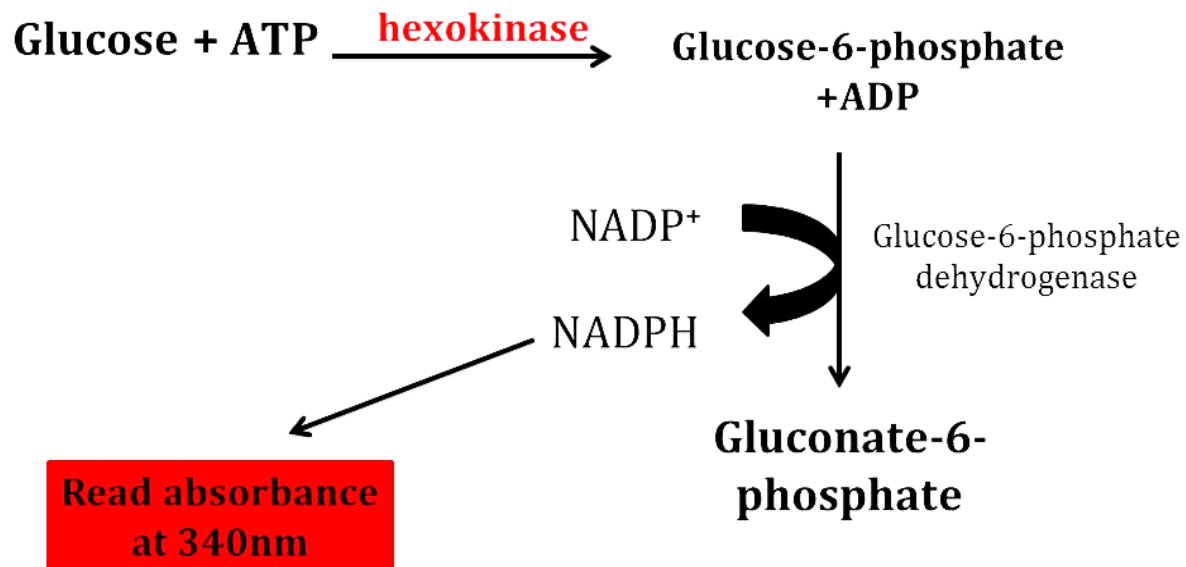 Glucose + ATP
hexokinase
Glucose-6-phosphate
+ADP
NADP⁺
Glucose-6-phosphate
dehydrogenase
NADPH
Gluconate-6-
phosphate
Read absorbance
at 340nm